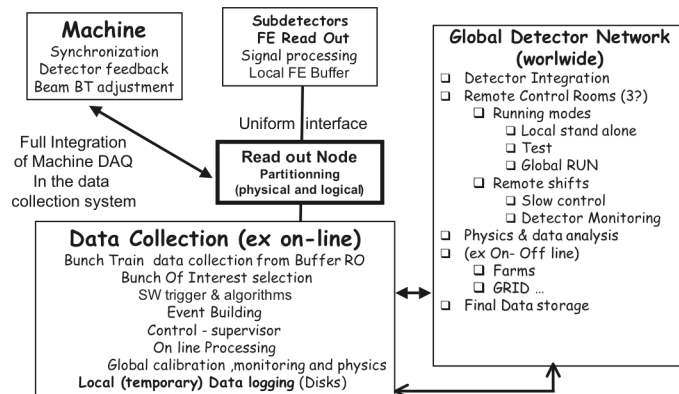 Machine
Synchronization
Detector feedback
Beam BT adjustment
Subdetectors
FE Read Out
Signal processing
Local FE Buffer
Uniform interface
Full Integration
of Machine DAQ
In the data
collection system
Read out Node
Partitionning
(physical and logical)
Data Collection (ex on-line)
Bunch Train data collection from Buffer RO
Bunch Of Interest selection
SW trigger & algorithms
Event Building
Control - supervisor
On line Processing
Global calibration ,monitoring and physics
Local (temporary) Data logging (Disks)
Global Detector Network
(worlwide)
❑ Detector Integration
❑ Remote Control Rooms (3?)
❑ Running modes
❑ Local stand alone
❑ Test
❑ Global RUN
❑ Remote shifts
❑ Slow control
❑ Detector Monitoring
❑ Physics & data analysis
❑ (ex On- Off line)
❑ Farms
❑ GRID ...
❑ Final Data storage